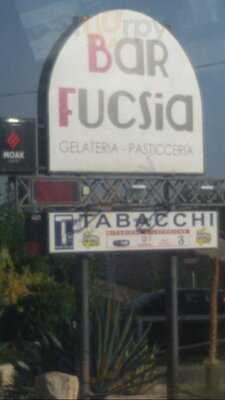 BAR
FUCSia
GELATERIA - PASTICCERIA
MOAK
T TABACCHI